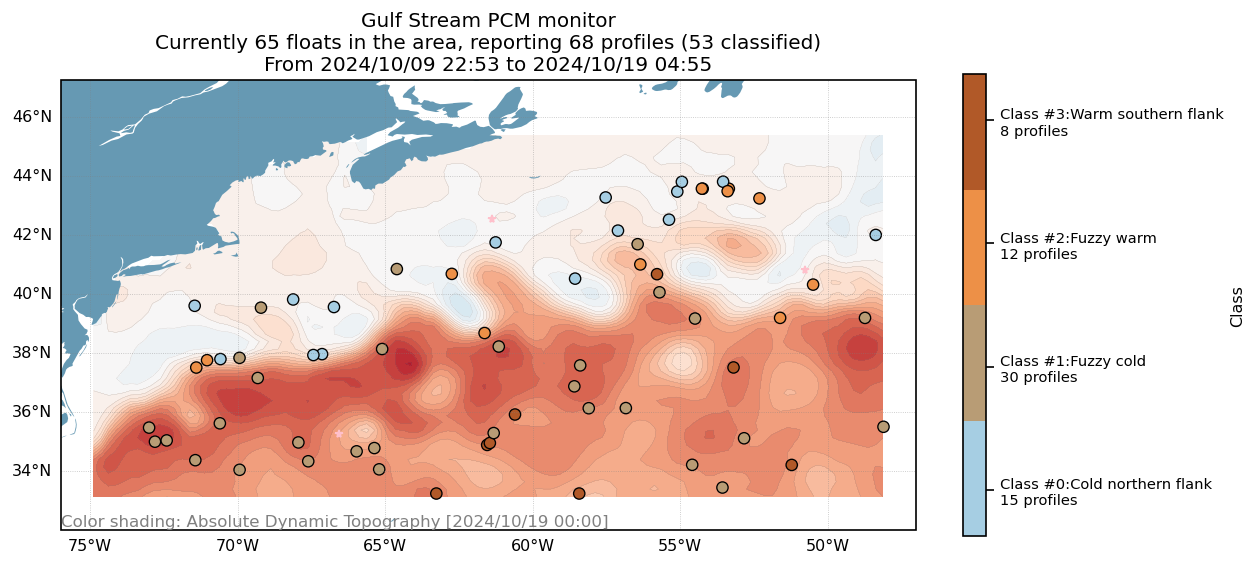 Gulf Stream PCM monitor
Currently 65 floats in the area, reporting 68 profiles (53 classified)
From 2024/10/09 22:53 to 2024/10/19 04:55
46°N
44°N
42°N
40°N
38°N
36°N
34°N
Color shading: Absolute Dynamic Topography [2024/10/19 00:00]
75°W
70°W
65°W
60°W
55°W
50°W
Class #3:Warm southern flank
8 profiles
Class #2:Fuzzy warm
12 profiles
Class #1:Fuzzy cold
30 profiles
Class #0:Cold northern flank
15 profiles
Class